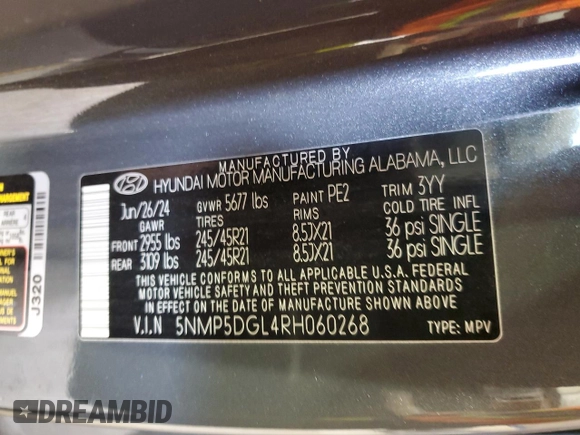 MANUFACTURED BY
HYUNDAI MOTOR MANUFACTURING ALABAMA, LLC
Jun/26/24 GVWR 5677 lbs PAINT PE2 TRIM 3YY
GAWR TIRES RIMS COLD TIRE INFL
FRONT 2955 lbs 245/45R21 8.5JX21 36 psi SINGLE
REAR 3109 lbs 245/45R21 8.5JX21 36 psi SINGLE
THIS VEHICLE CONFORMS TO ALL APPLICABLE U.S.A. FEDERAL
MOTOR VEHICLE SAFETY AND THEFT PREVENTION STANDARDS
IN EFFECT ON THE DATE OF MANUFACTURE SHOWN ABOVE.
V.I.N 5NMP5DGL4RH060268 TYPE: MPV
J320
DREAMBID